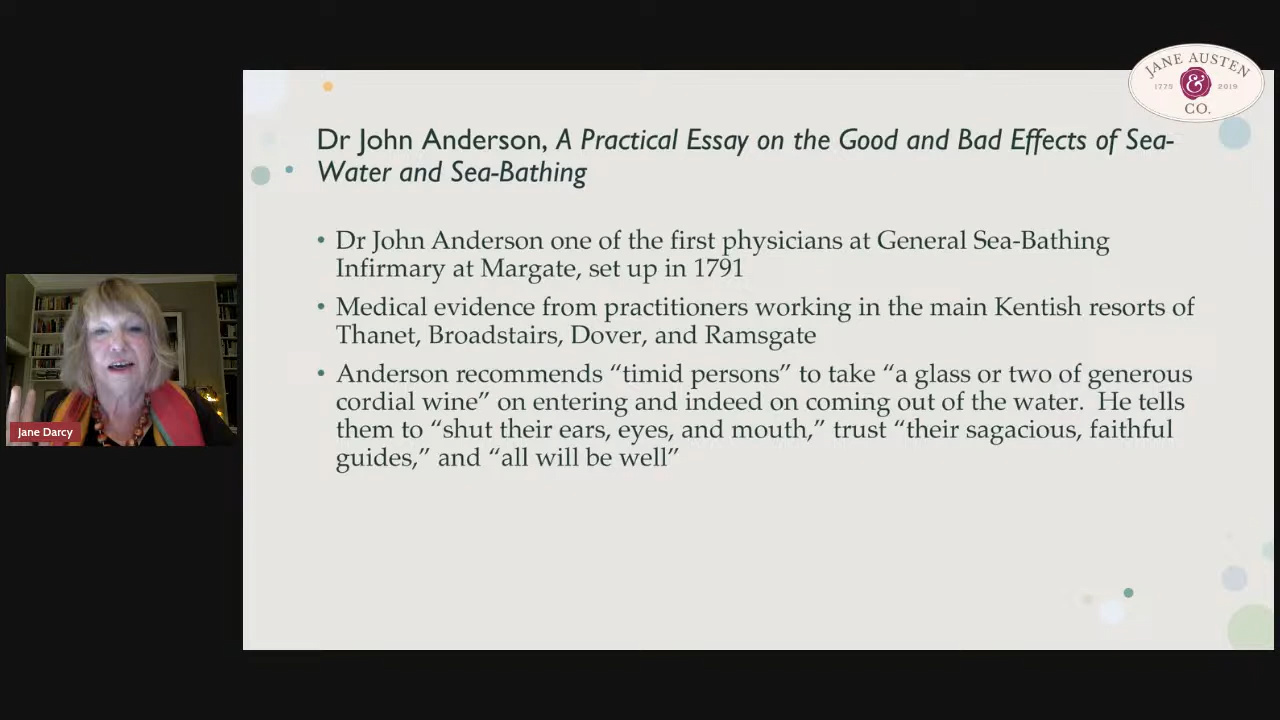 JANE AUSTEN
1775 & 2019
CO.
Dr John Anderson, A Practical Essay on the Good and Bad Effects of Sea-
Water and Sea-Bathing
• Dr John Anderson one of the first physicians at General Sea-Bathing
Infirmary at Margate, set up in 1791
• Medical evidence from practitioners working in the main Kentish resorts of
Thanet, Broadstairs, Dover, and Ramsgate
• Anderson recommends “timid persons” to take “a glass or two of generous
cordial wine” on entering and indeed on coming out of the water.  He tells
them to “shut their ears, eyes, and mouth,” trust “their sagacious, faithful
guides,” and “all will be well”
Jane Darcy